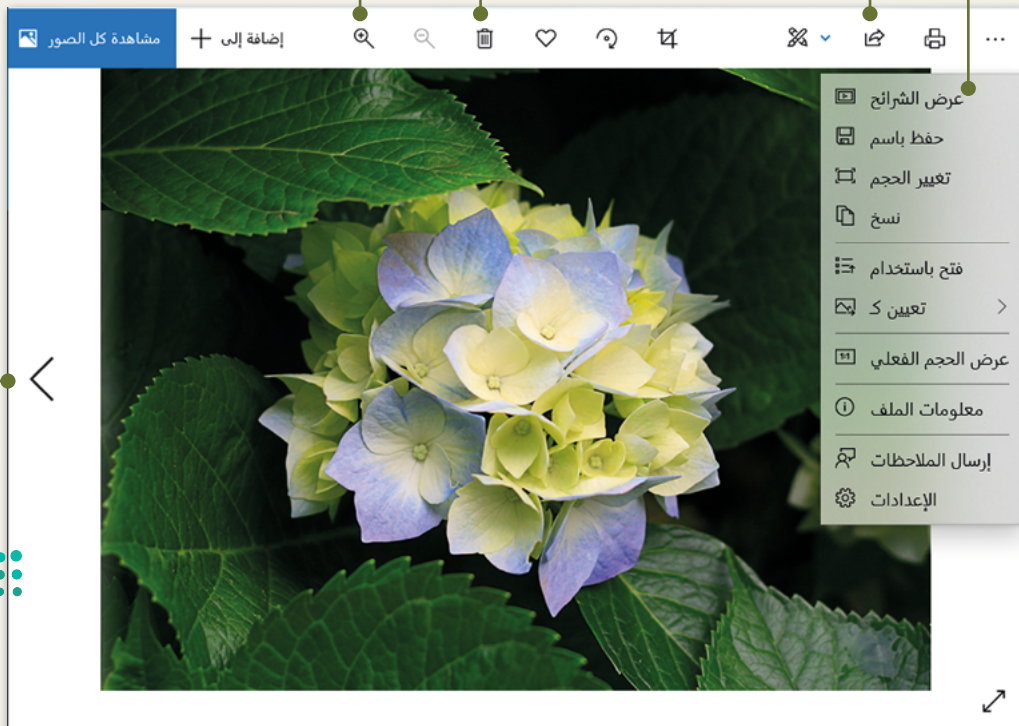 مشاهدة كل الصور
إضافة إلى
عرض الشرائح
حفظ باسم
تغيير الحجم
نسخ
فتح باستخدام
تعيين كـ
عرض الحجم الفعلي
معلومات الملف
إرسال الملاحظات
الإعدادات